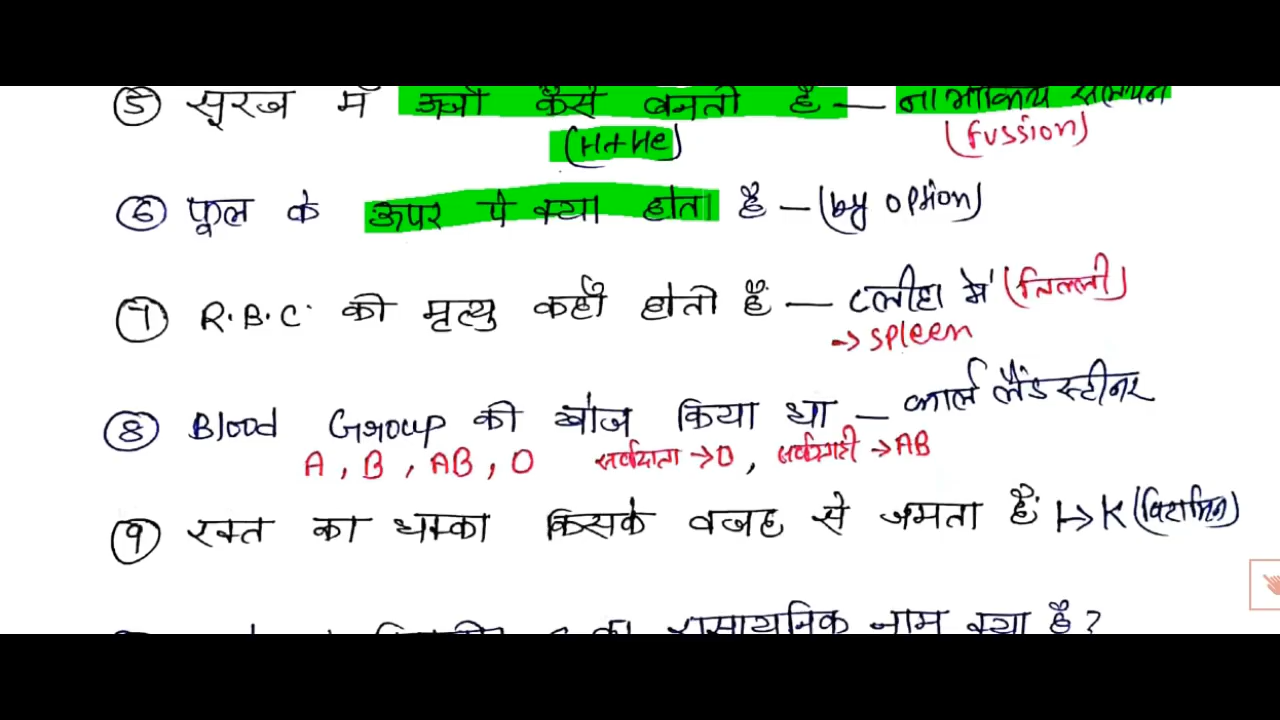 ⑤ सूरज में ऊर्जा कैसे बनती है — नाभिकीय संलयन
(H+He) (fussion)
⑥ फूल के ऊपर पे क्या होता है — (by option)
⑦ R.B.C. की मृत्यु कहाँ होती है — प्लीहा में (तिल्ली)
→ spleen
⑧ Blood Group की खोज किया था — कार्ल लैंडस्टीनर
A, B, AB, O सर्वदाता → O, सर्वग्राही → AB
⑨ रक्त का थक्का किसके वजह से जमता है → K (विटामिन)
की रासायनिक नाम क्या है?